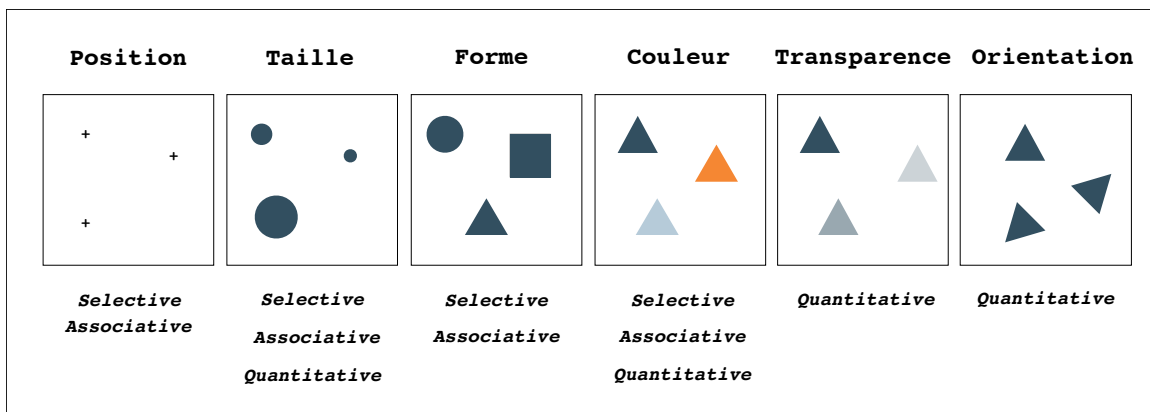 Position
Taille
Forme
Couleur
Transparence
Orientation
Selective
Associative
Selective
Associative
Quantitative
Selective
Associative
Selective
Associative
Quantitative
Quantitative
Quantitative